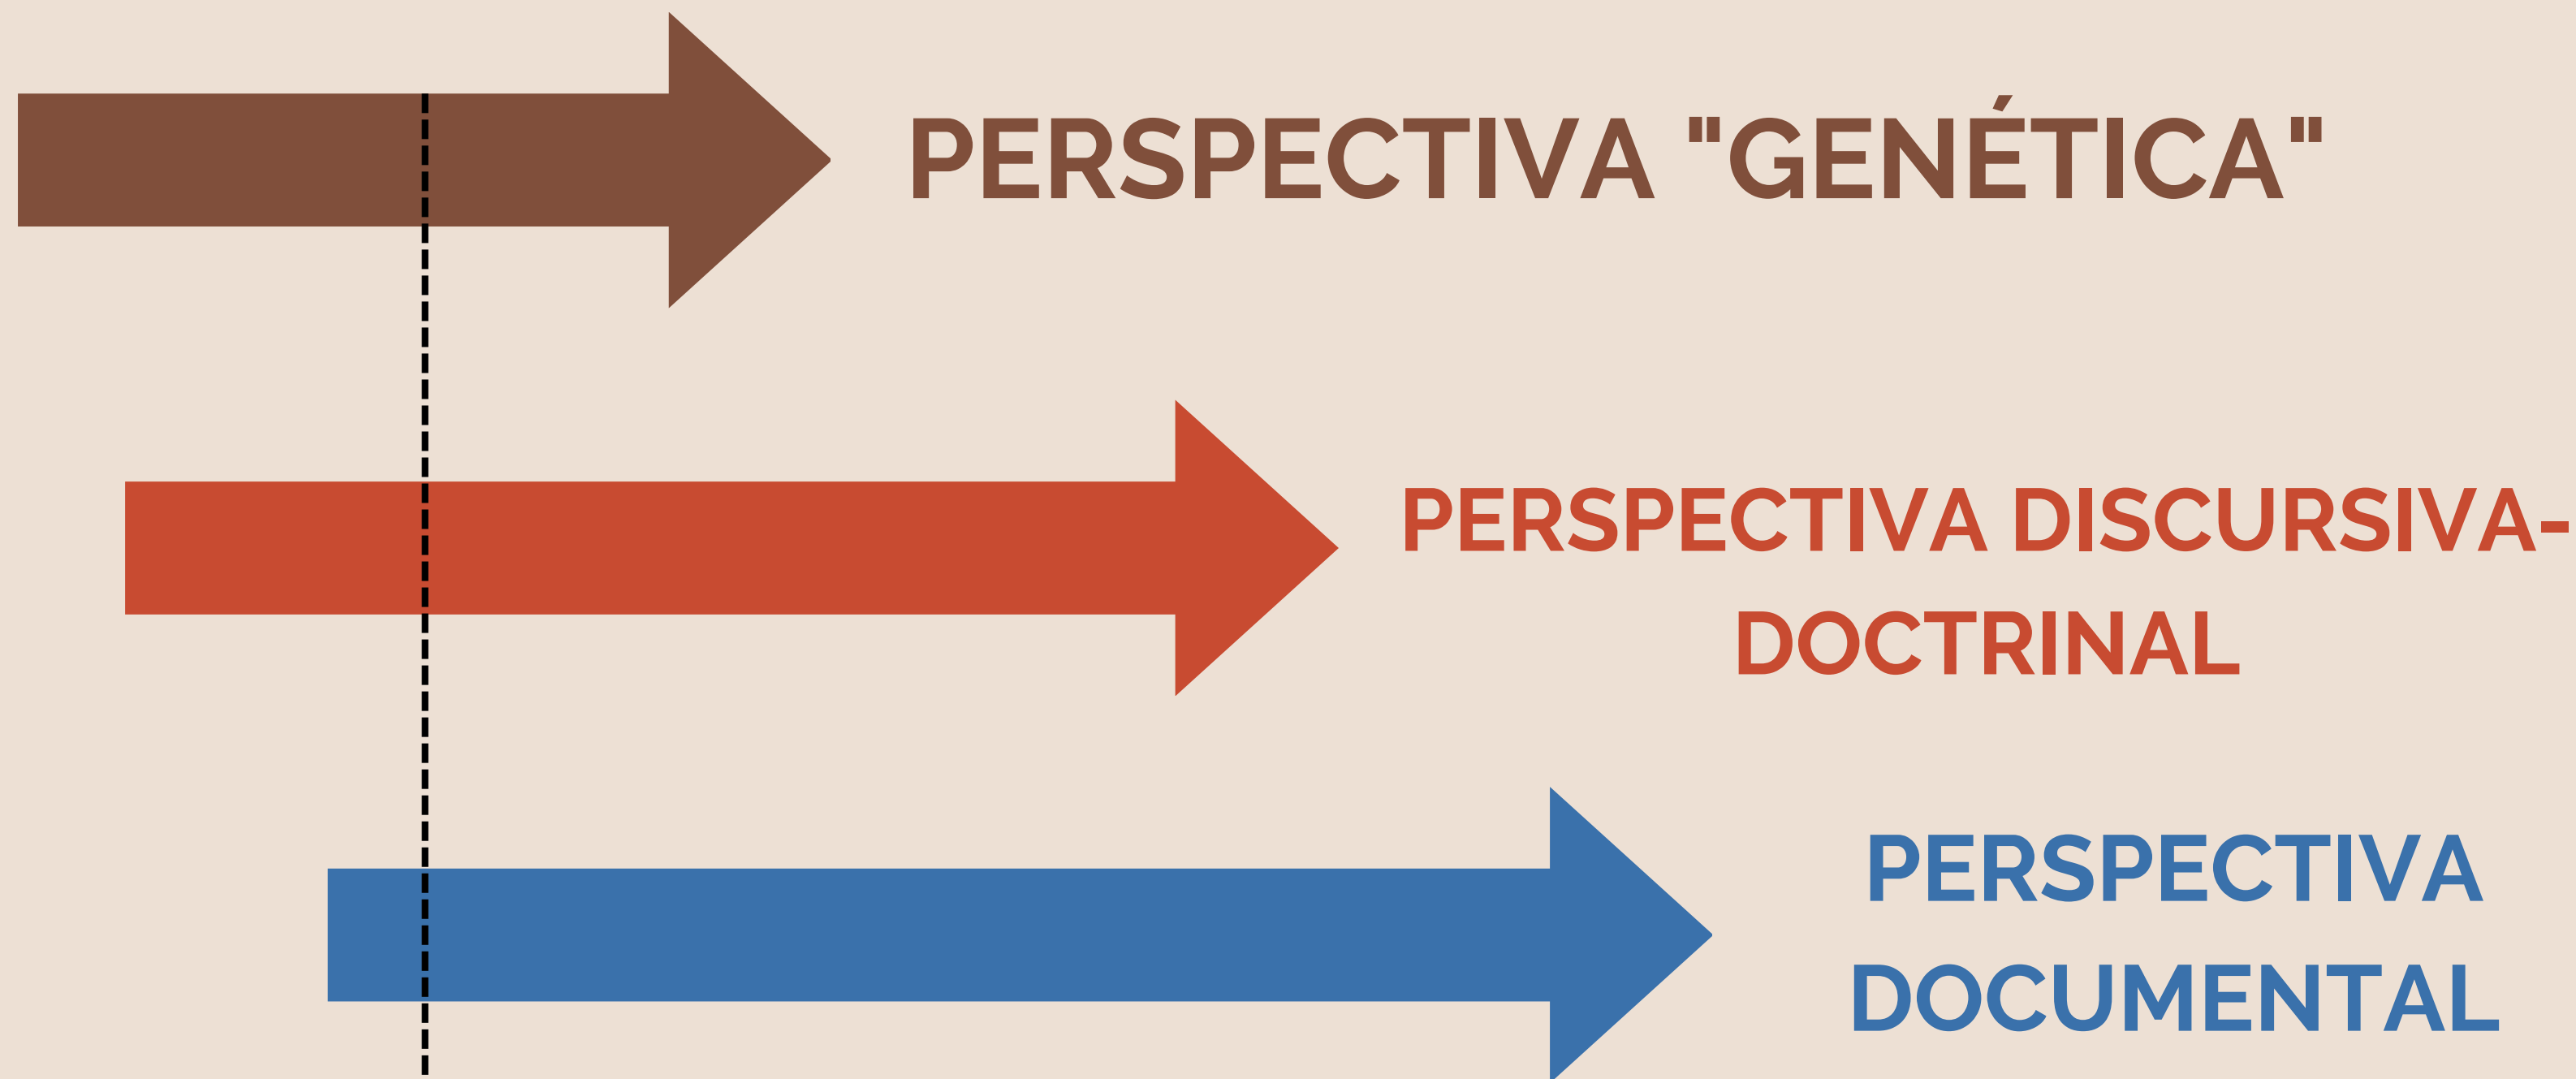 PERSPECTIVA "GENÉTICA"
PERSPECTIVA DISCURSIVA-
DOCTRINAL
PERSPECTIVA
DOCUMENTAL